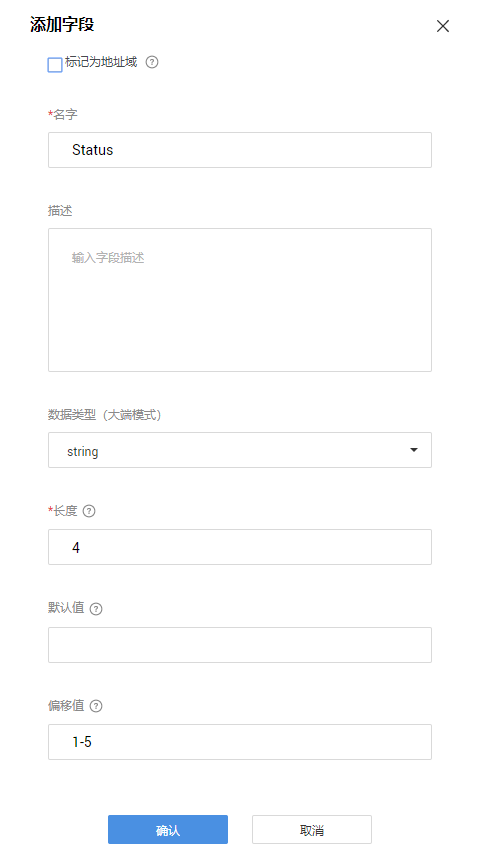 添加字段
标记为地址域 ?
*名字
Status
描述
输入字段描述
数据类型（大端模式）
string
*长度 ?
4
默认值 ?
偏移值 ?
1-5
确认
取消